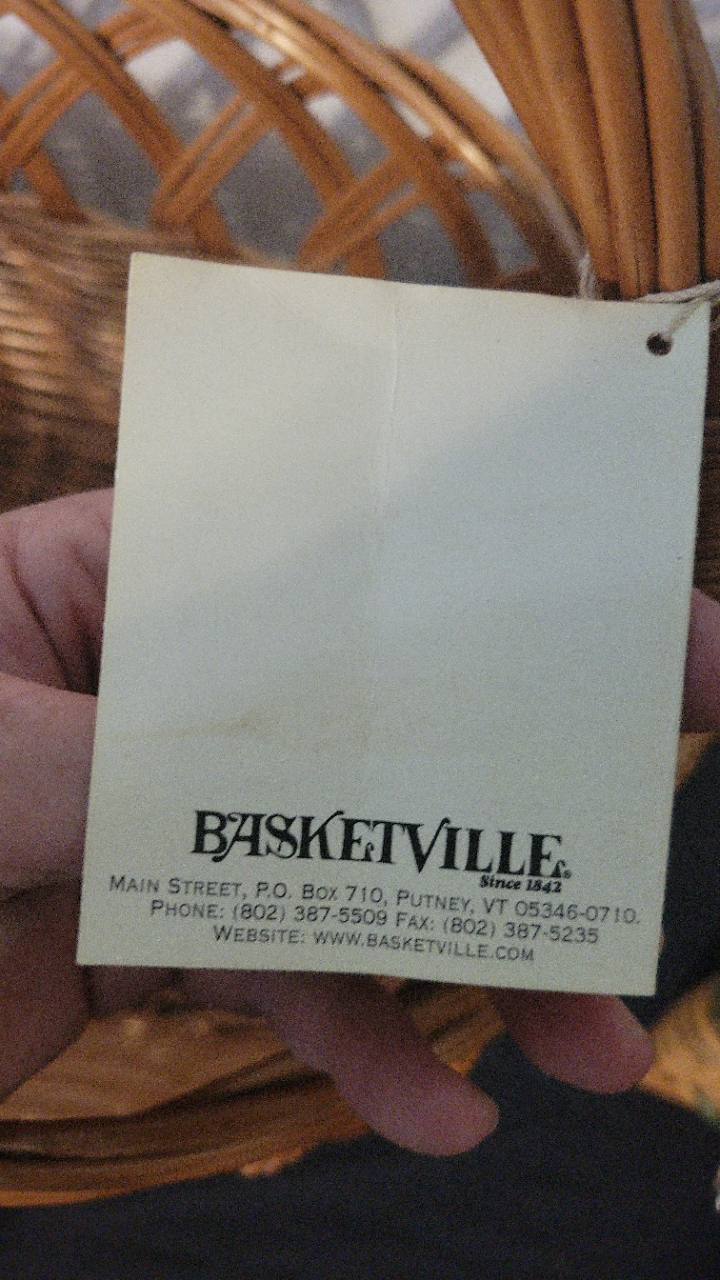 BASKETVILLE®
Since 1842
MAIN STREET, P.O. BOX 710, PUTNEY, VT 05346-0710.
PHONE: (802) 387-5509 FAX: (802) 387-5235
WEBSITE: WWW.BASKETVILLE.COM